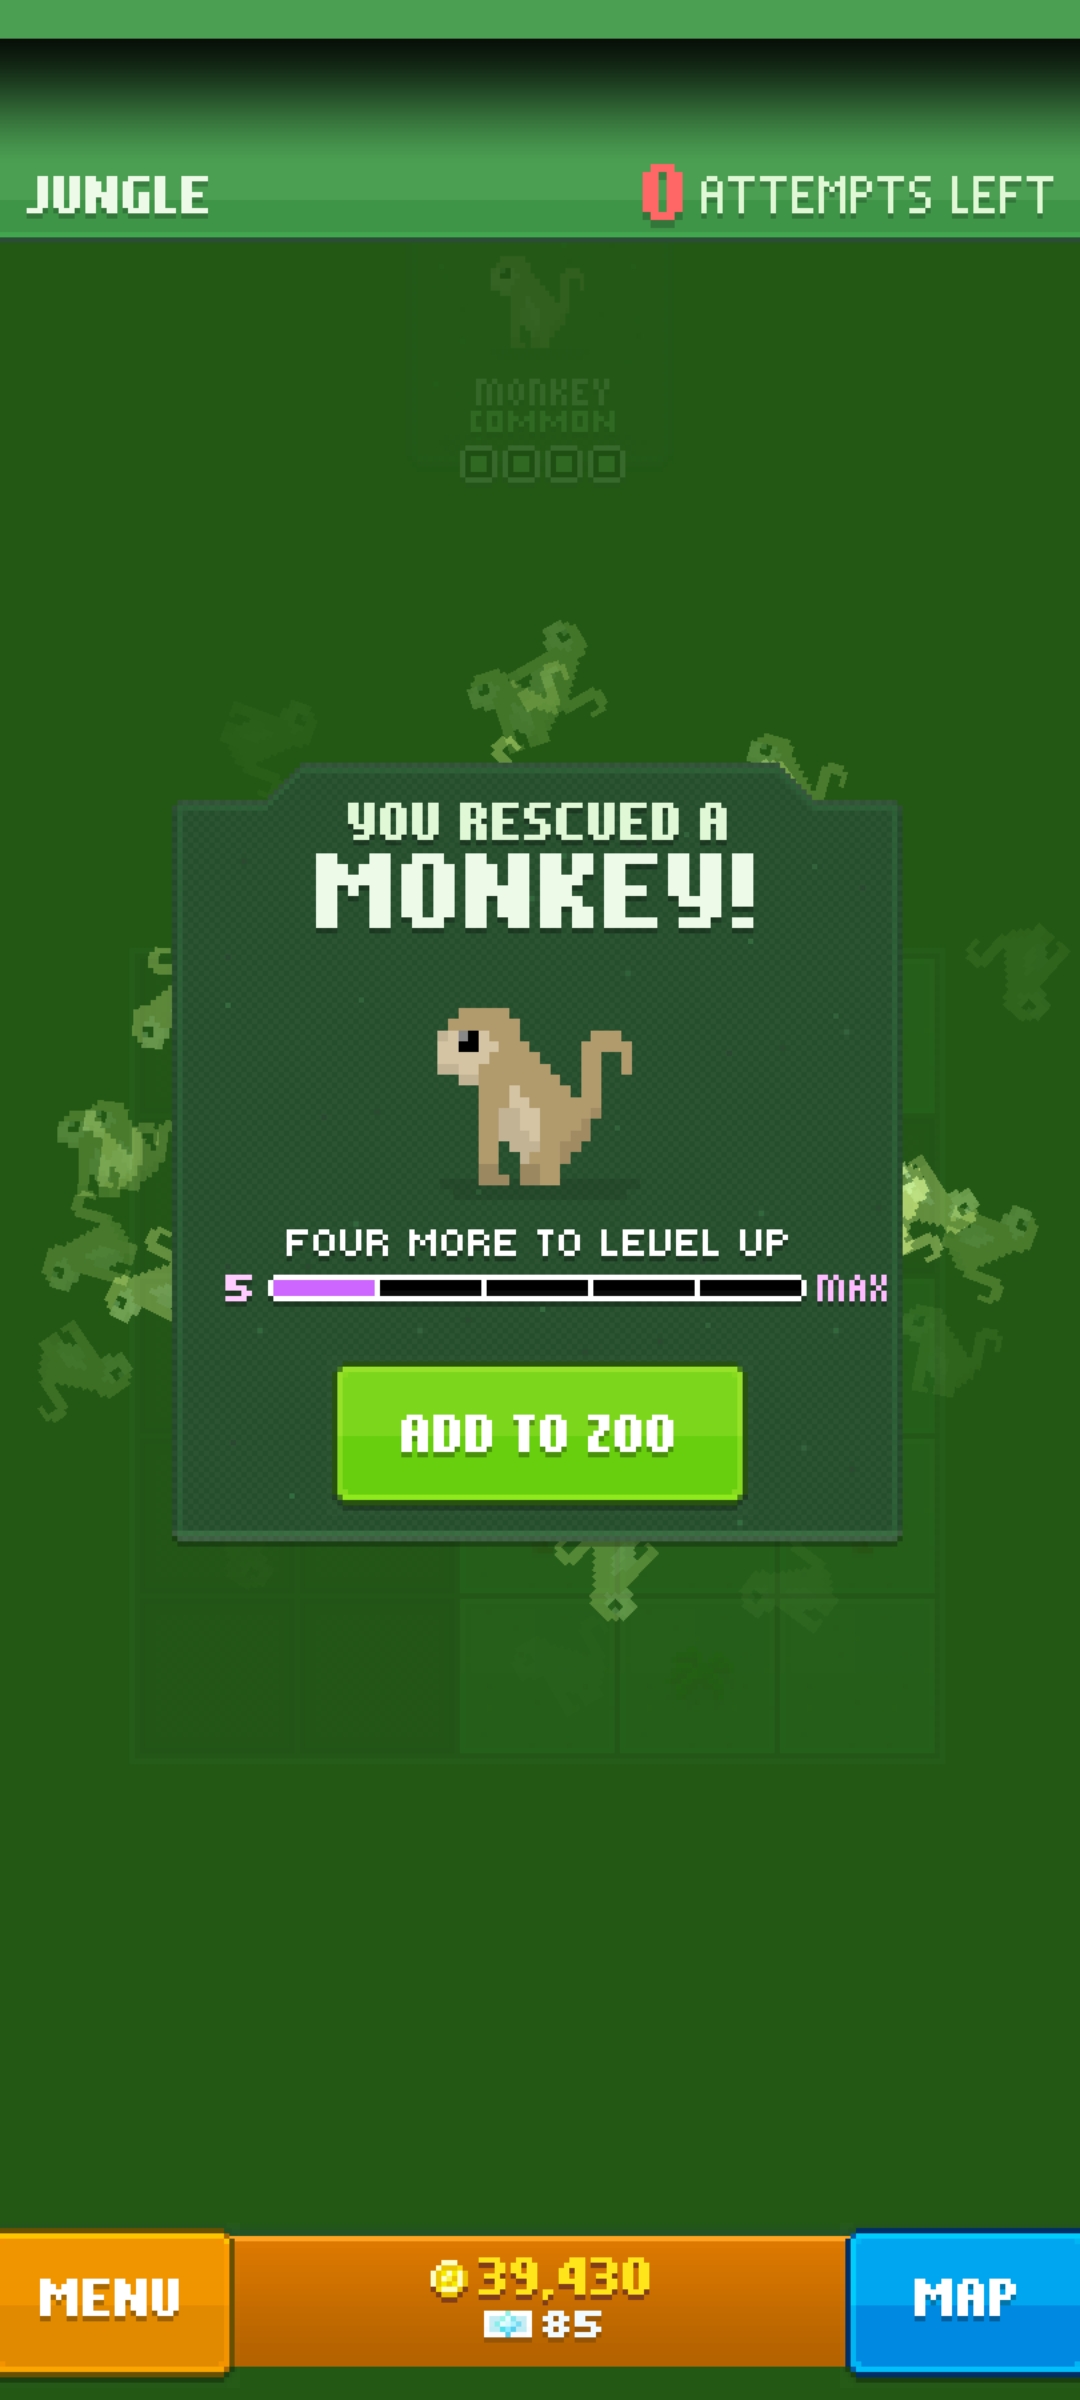 JUNGLE
0 ATTEMPTS LEFT
MONKEY
COMMON
YOU RESCUED A
MONKEY!
FOUR MORE TO LEVEL UP
5 MAX
ADD TO ZOO
MENU
39,430
85
MAP